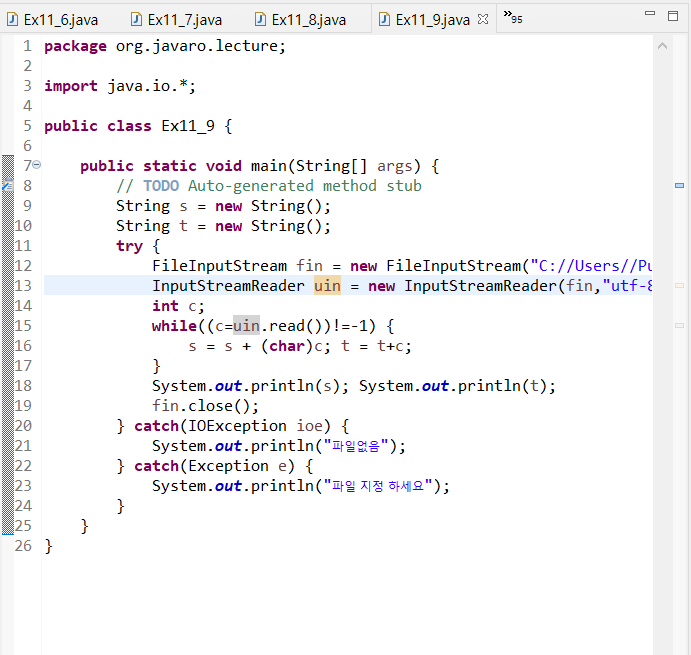 Ex11_6.java Ex11_7.java Ex11_8.java Ex11_9.java »95
1 package org.javaro.lecture;
2
3 import java.io.*;
4
5 public class Ex11_9 {
6
7 public static void main(String[] args) {
8 // TODO Auto-generated method stub
9 String s = new String();
10 String t = new String();
11 try {
12 FileInputStream fin = new FileInputStream("C://Users//Pu
13 InputStreamReader uin = new InputStreamReader(fin,"utf-8
14 int c;
15 while((c=uin.read())!=-1) {
16 s = s + (char)c; t = t+c;
17 }
18 System.out.println(s); System.out.println(t);
19 fin.close();
20 } catch(IOException ioe) {
21 System.out.println("파일없음");
22 } catch(Exception e) {
23 System.out.println("파일 지정 하세요");
24 }
25 }
26 }